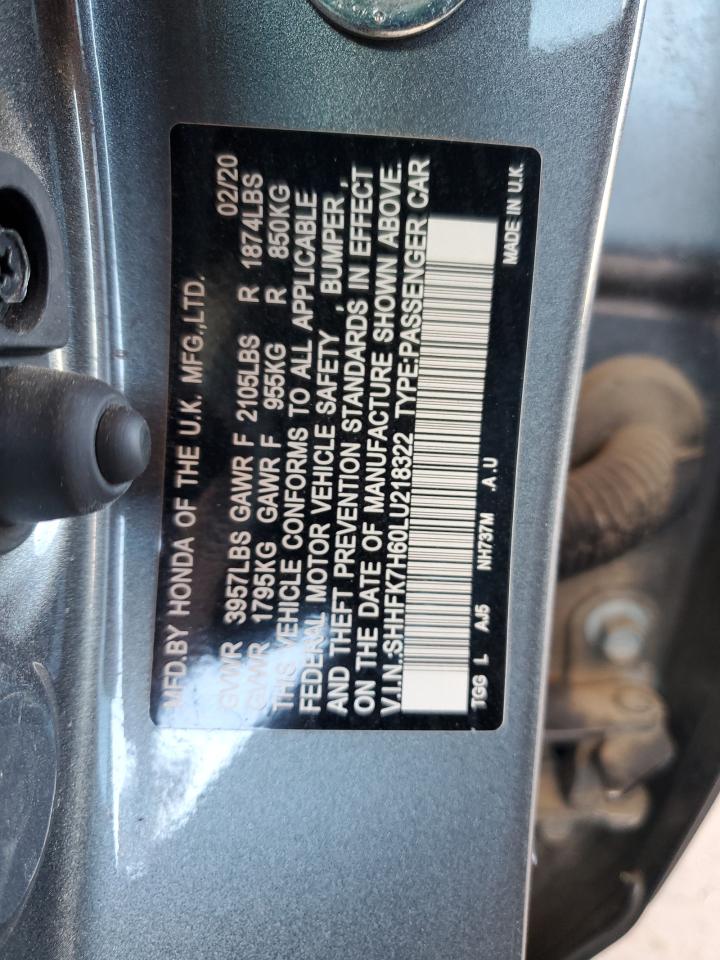 MFD.BY HONDA OF THE U.K. MFG.,LTD. 02/20
GVWR 3957LBS GAWR F 2105LBS R 1874LBS
GVWR 1795KG GAWR F 955KG R 850KG
THIS VEHICLE CONFORMS TO ALL APPLICABLE
FEDERAL MOTOR VEHICLE SAFETY , BUMPER ,
AND THEFT PREVENTION STANDARDS IN EFFECT
ON THE DATE OF MANUFACTURE SHOWN ABOVE.
V.I.N.:SHHFK7H60LU218322 TYPE:PASSENGER CAR
TGG L A/5 NH737M .A .U MADE IN U.K.